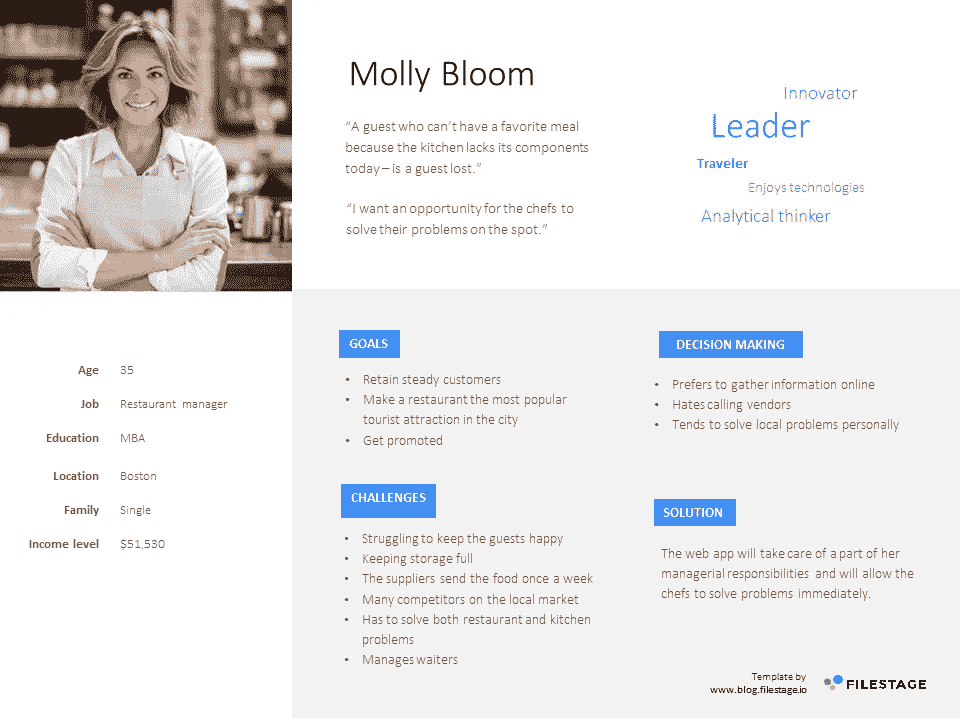 Molly Bloom
“A guest who can’t have a favorite meal
because the kitchen lacks its components
today – is a guest lost.”
“I want an opportunity for the chefs to
solve their problems on the spot.”
Innovator
Leader
Traveler
Enjoys technologies
Analytical thinker
Age 35
Job Restaurant manager
Education MBA
Location Boston
Family Single
Income level $51,530
GOALS
• Retain steady customers
• Make a restaurant the most popular
tourist attraction in the city
• Get promoted
CHALLENGES
• Struggling to keep the guests happy
• Keeping storage full
• The suppliers send the food once a week
• Many competitors on the local market
• Has to solve both restaurant and kitchen
problems
• Manages waiters
DECISION MAKING
• Prefers to gather information online
• Hates calling vendors
• Tends to solve local problems personally
SOLUTION
The web app will take care of a part of her
managerial responsibilities and will allow the
chefs to solve problems immediately.
Template by
www.blog.filestage.io
FILESTAGE